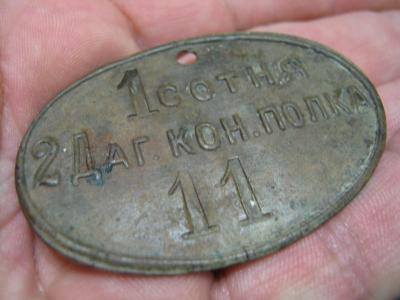 1 сотня
2 Даг. кон. полка
11